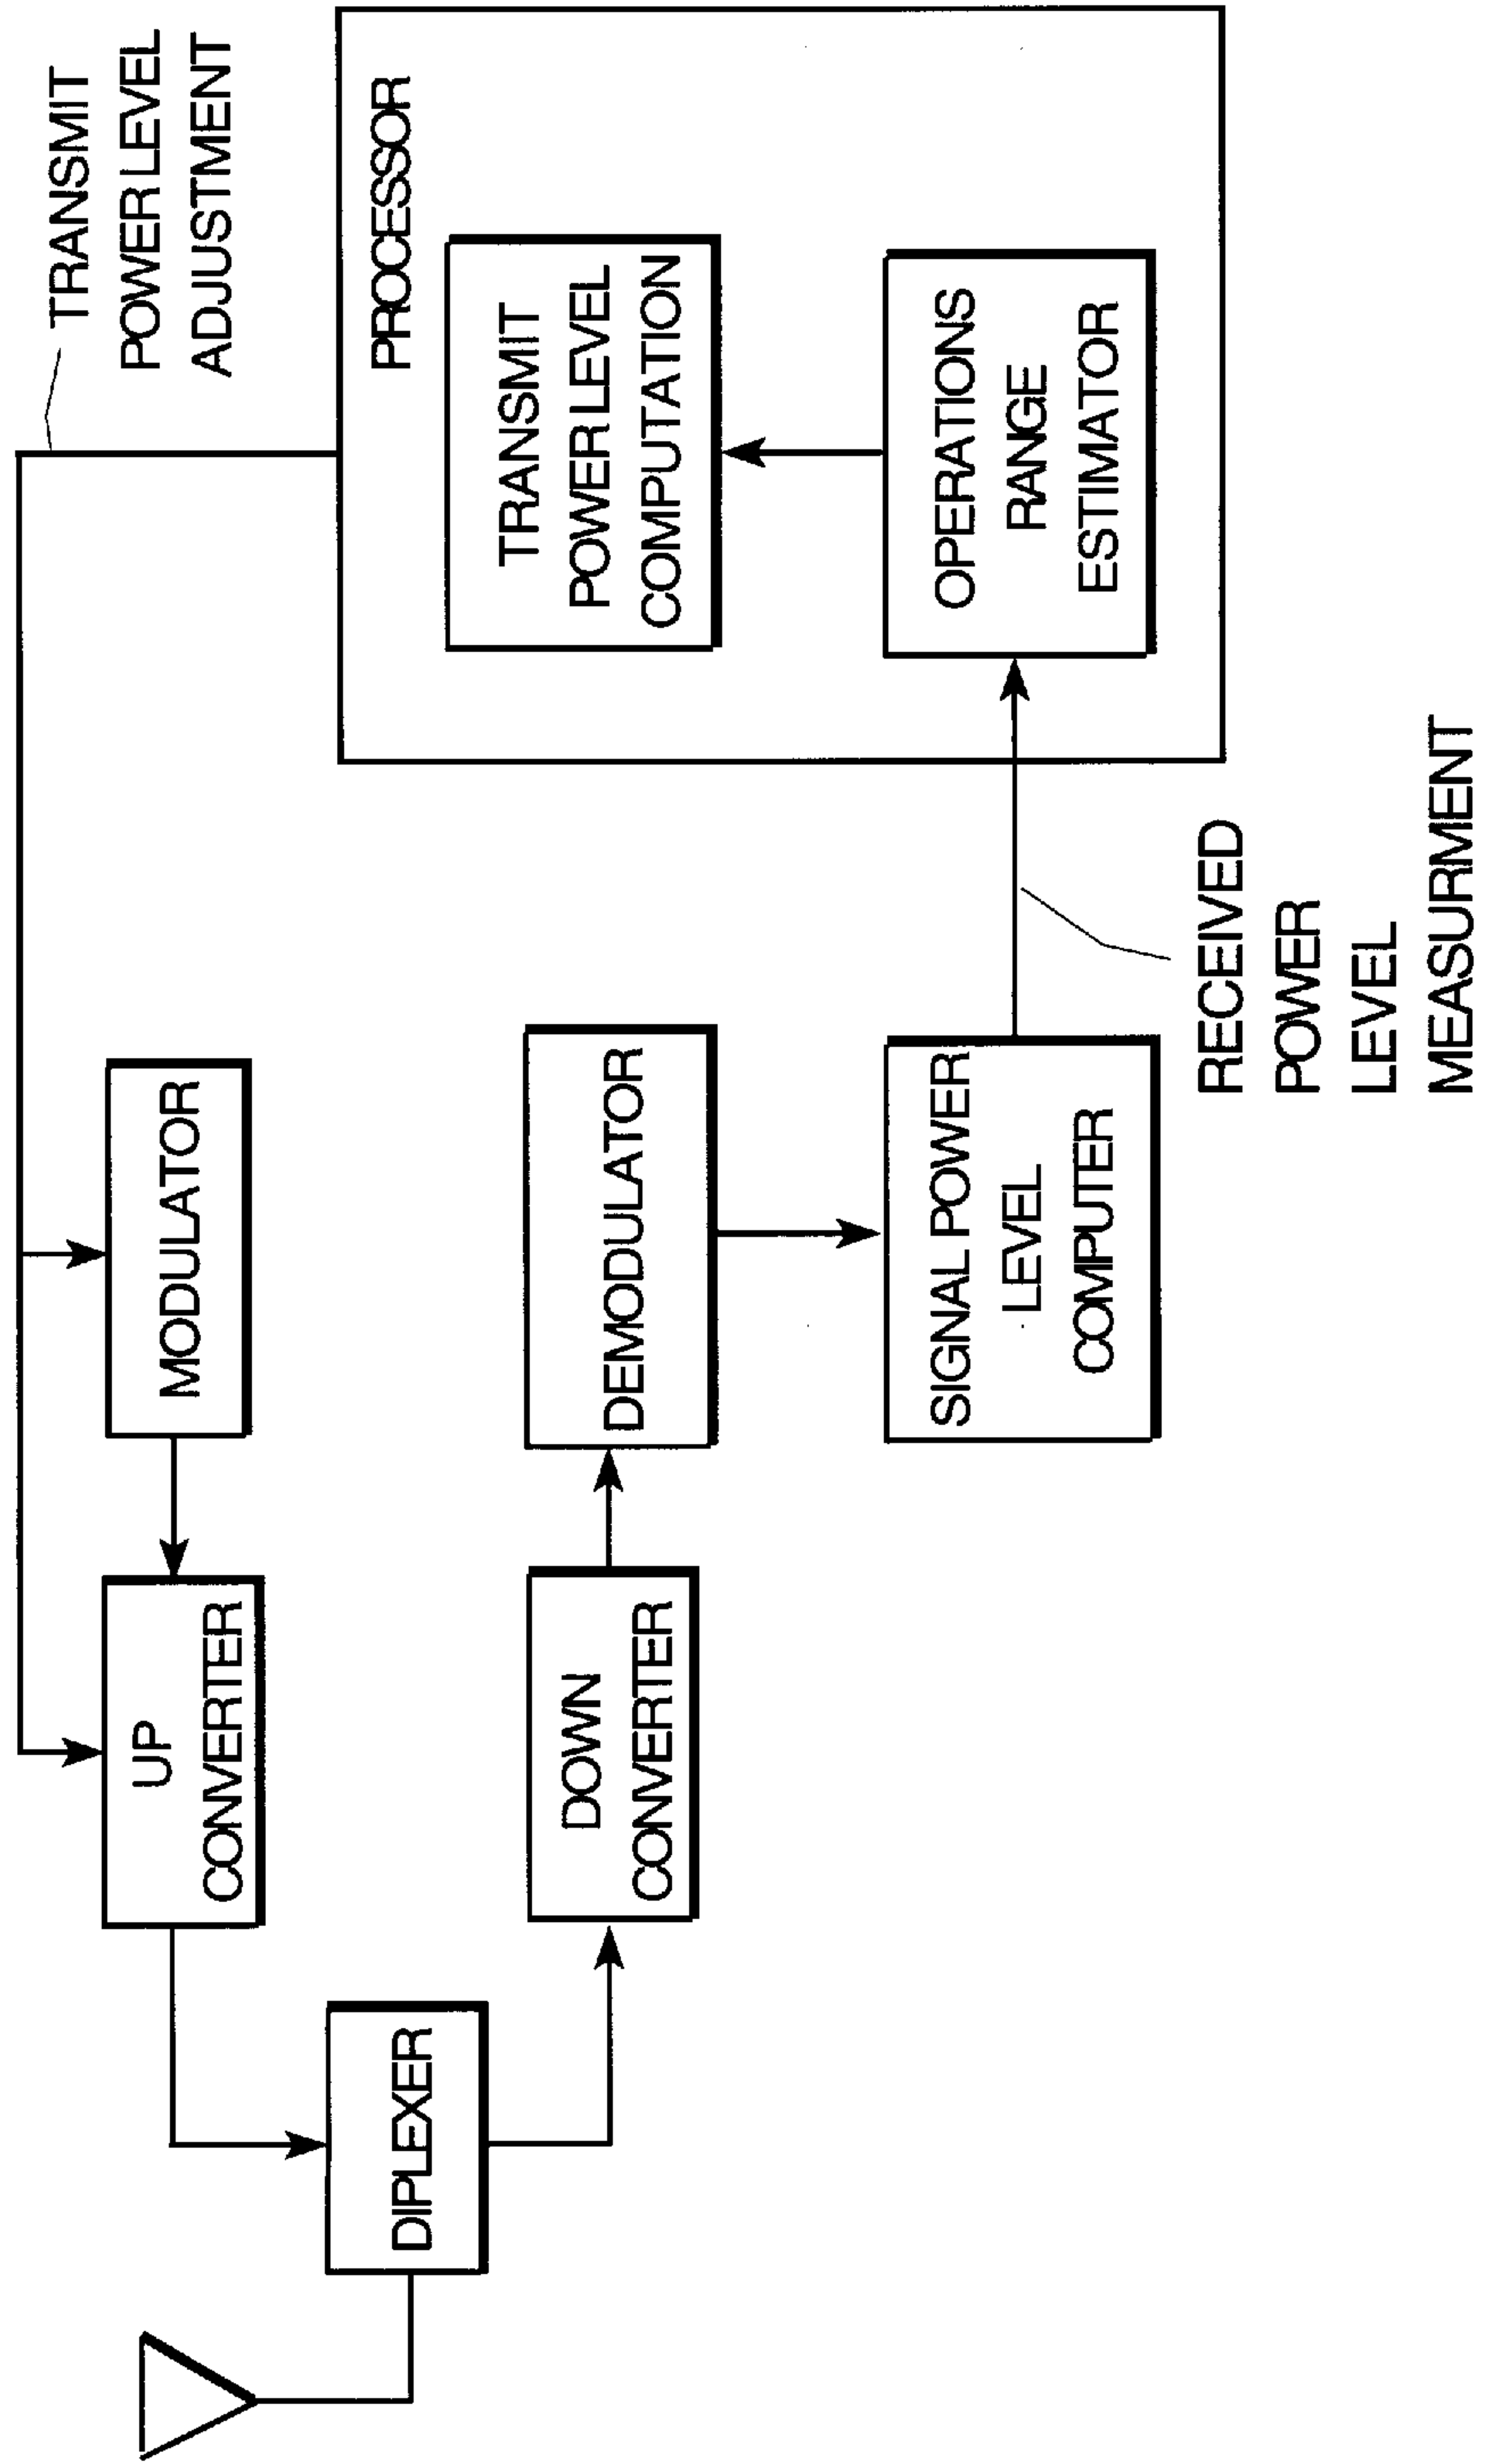 TRANSMIT
POWER LEVEL
ADJUSTMENT
UP
CONVERTER
MODULATOR
PROCESSOR
TRANSMIT
POWER LEVEL
COMPUTATION
DIPLEXER
DOWN
CONVERTER
DEMODULATOR
SIGNAL POWER
LEVEL
COMPUTER
OPERATIONS
RANGE
ESTIMATOR
RECEIVED
POWER
LEVEL
MEASURMENT